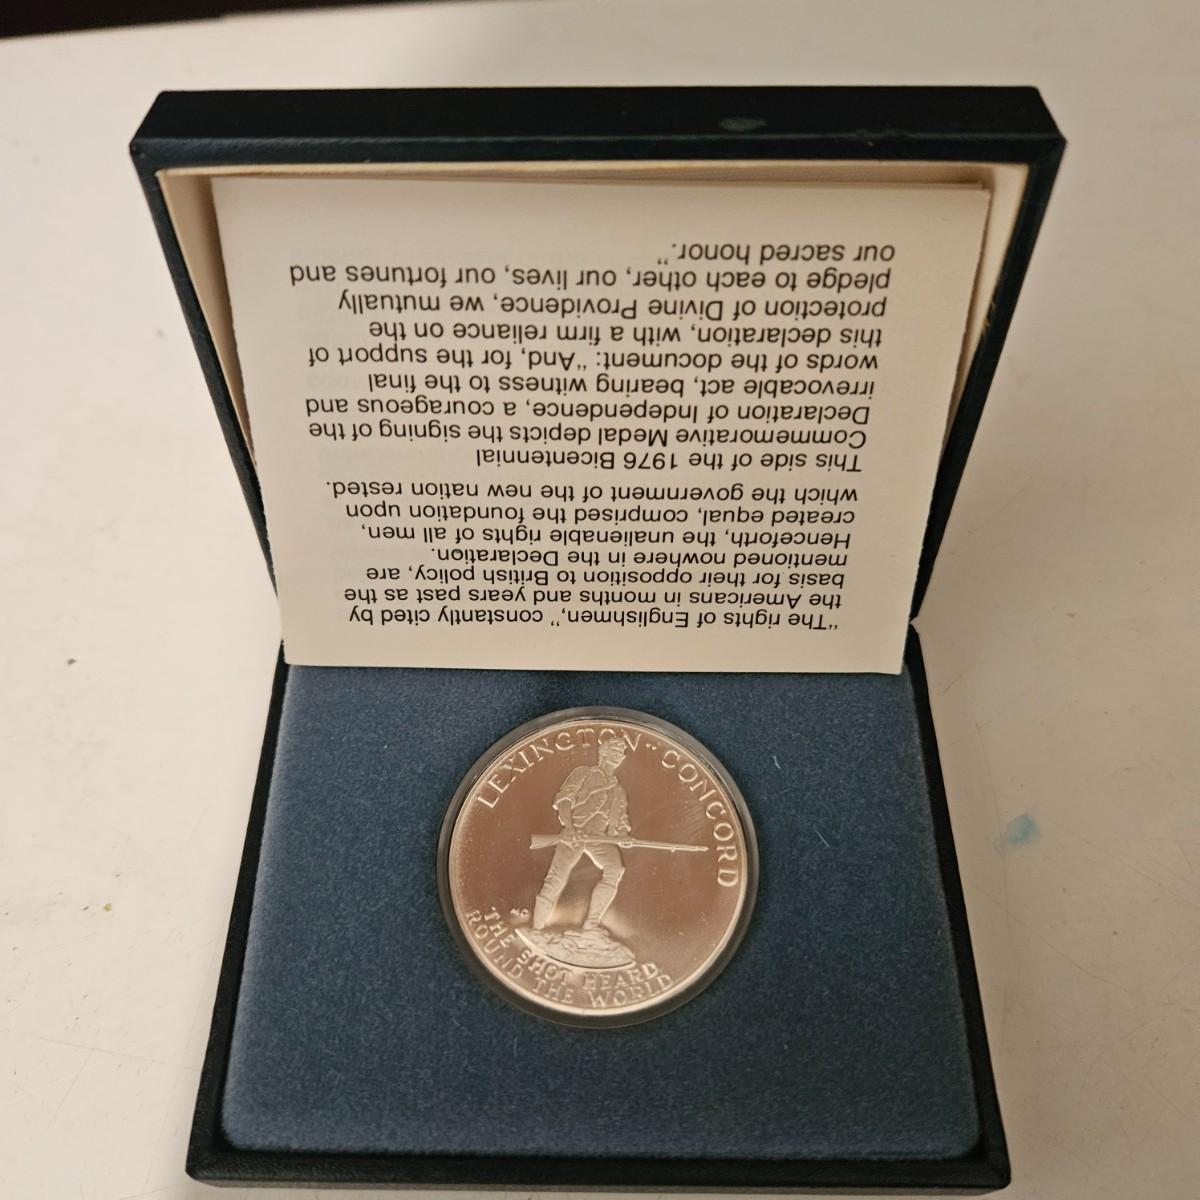 "The rights of Englishmen," constantly cited by
the Americans in months and years past as the
basis for their opposition to British policy, are
mentioned nowhere in the Declaration.
Henceforth, the unalienable rights of all men,
created equal, comprised the foundation upon
which the government of the new nation rested.
This side of the 1976 Bicentennial
Commemorative Medal depicts the signing of the
Declaration of Independence, a courageous and
irrevocable act, bearing witness to the final
words of the document: "And, for the support of
this declaration, with a firm reliance on the
protection of Divine Providence, we mutually
pledge to each other, our lives, our fortunes and
our sacred honor."
LEXINGTON·CONCORD
THE SHOT HEARD
ROUND THE WORLD